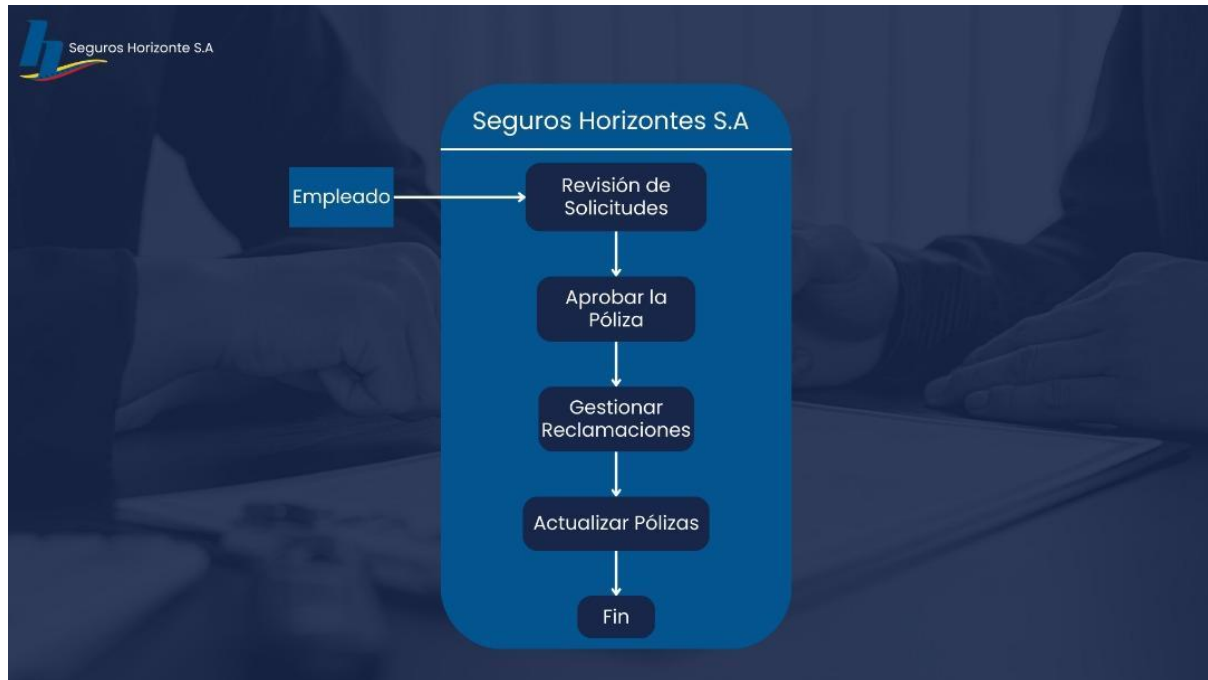 Seguros Horizonte S.A
Seguros Horizontes S.A
Empleado
Revisión de
Solicitudes
Aprobar la
Póliza
Gestionar
Reclamaciones
Actualizar Pólizas
Fin